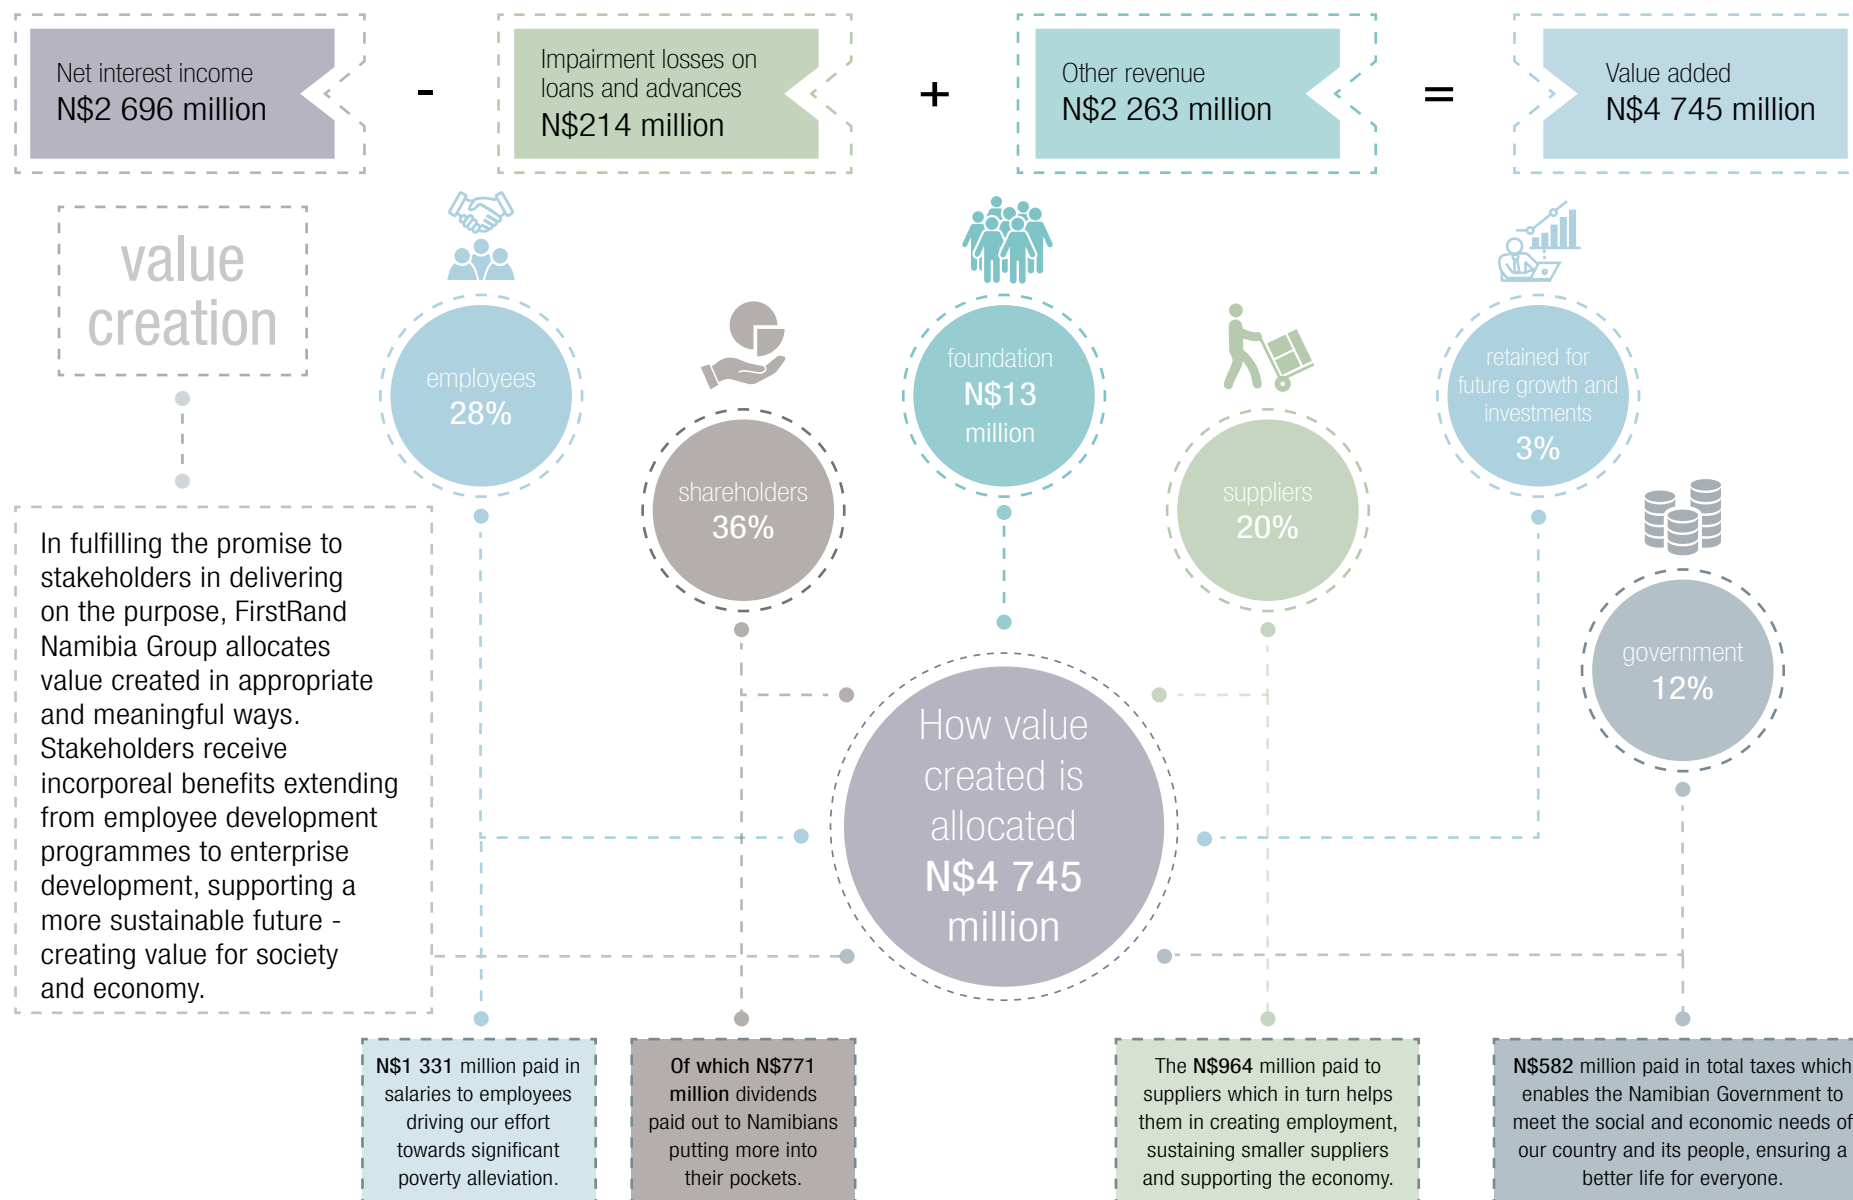 Net interest income
N$2 696 million
-
Impairment losses on
loans and advances
N$214 million
+
Other revenue
N$2 263 million
=
Value added
N$4 745 million
value
creation
employees
28%
shareholders
36%
foundation
N$13
million
suppliers
20%
retained for
future growth and
investments
3%
government
12%
In fulfilling the promise to
stakeholders in delivering
on the purpose, FirstRand
Namibia Group allocates
value created in appropriate
and meaningful ways.
Stakeholders receive
incorporeal benefits extending
from employee development
programmes to enterprise
development, supporting a
more sustainable future -
creating value for society
and economy.
How value
created is
allocated
N$4 745
million
N$1 331 million paid in
salaries to employees
driving our effort
towards significant
poverty alleviation.
Of which N$771
million dividends
paid out to Namibians
putting more into
their pockets.
The N$964 million paid to
suppliers which in turn helps
them in creating employment,
sustaining smaller suppliers
and supporting the economy.
N$582 million paid in total taxes which
enables the Namibian Government to
meet the social and economic needs of
our country and its people, ensuring a
better life for everyone.